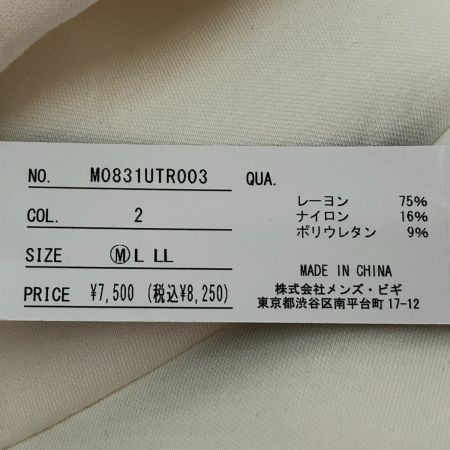 NO. M0831UTR003
COL. 2
SIZE Ⓜ L LL
PRICE ¥7,500 (税込¥8,250)
QUA.
レーヨン 75%
ナイロン 16%
ポリウレタン 9%
MADE IN CHINA
株式会社メンズ・ビギ
東京都渋谷区南平台町17-12